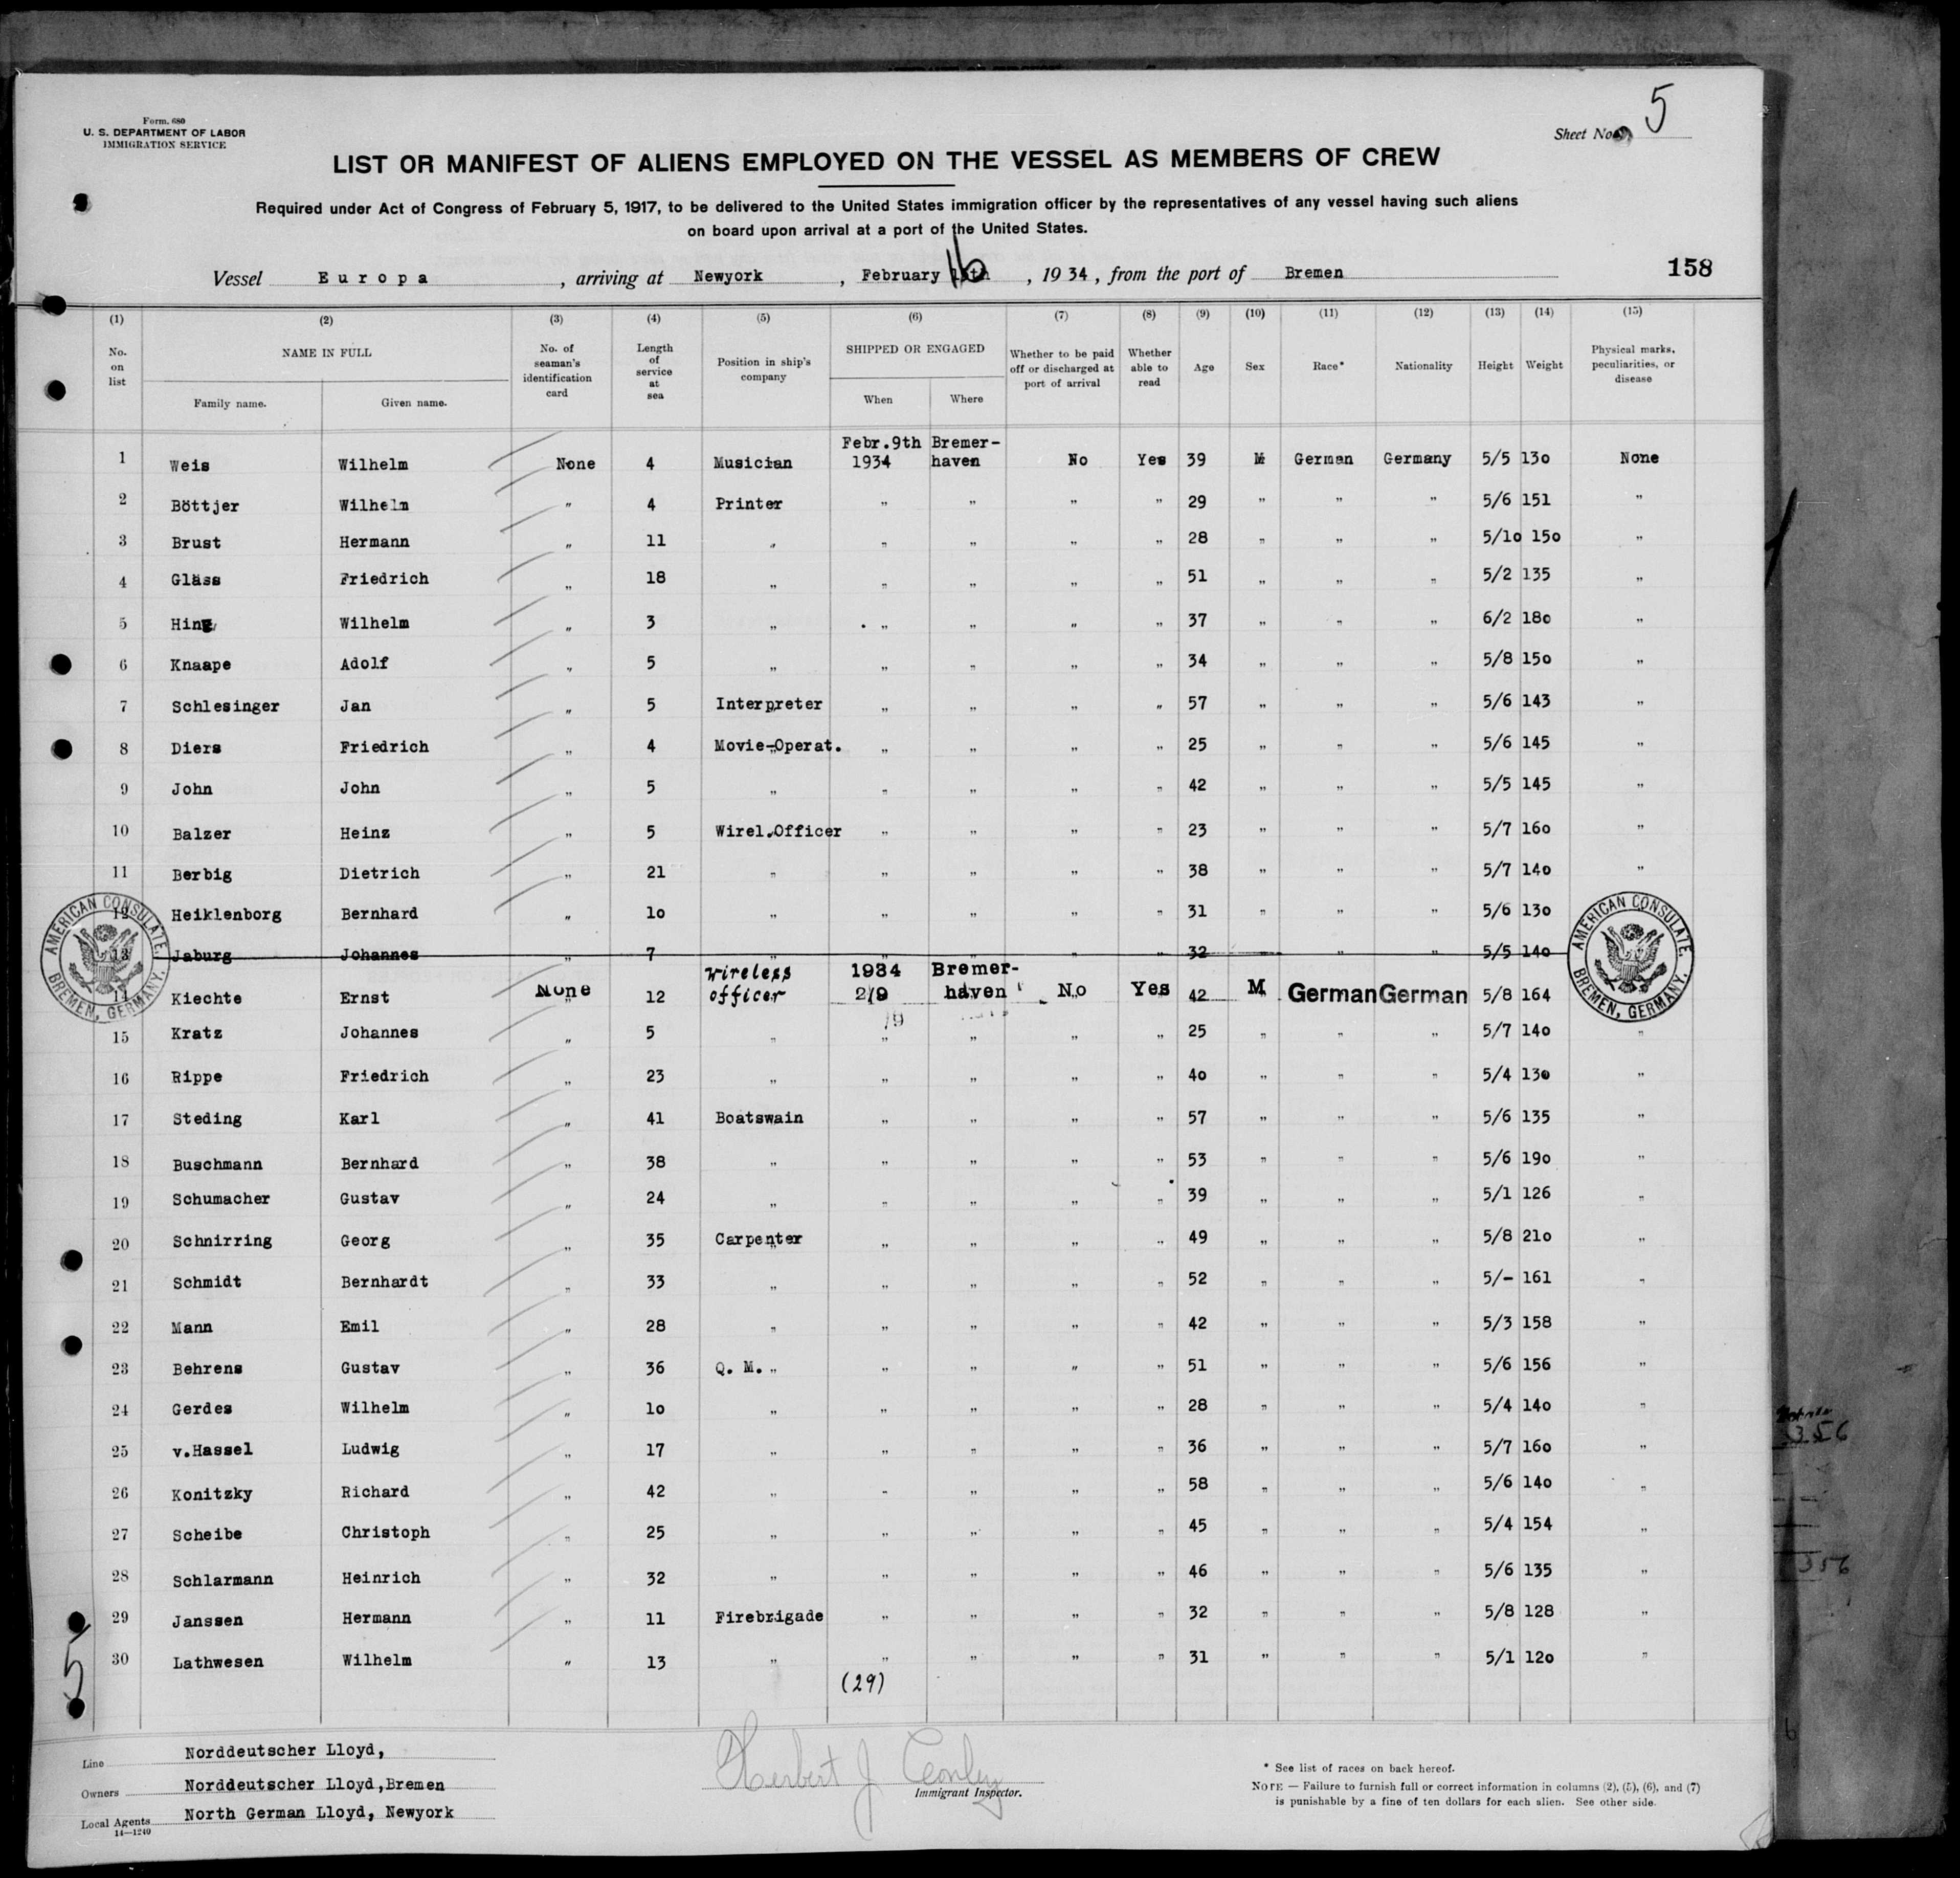 Form. 680
U. S. DEPARTMENT OF LABOR
IMMIGRATION SERVICE
Sheet No. 5
LIST OR MANIFEST OF ALIENS EMPLOYED ON THE VESSEL AS MEMBERS OF CREW
Required under Act of Congress of February 5, 1917, to be delivered to the United States immigration officer by the representatives of any vessel having such aliens
on board upon arrival at a port of the United States.
Vessel Europa , arriving at Newyork , February 16 , 1934 , from the port of Bremen 158
(1) (2) (3) (4) (5) (6) (7) (8) (9) (10) (11) (12) (13) (14) (15)
No. on list NAME IN FULL No. of seaman's identification card Length of service at sea Position in ship's company SHIPPED OR ENGAGED Whether to be paid off or discharged at port of arrival Whether able to read Age Sex Race* Nationality Height Weight Physical marks, peculiarities, or disease
Family name. Given name. When Where
1 Weis Wilhelm None 4 Musician Febr.9th 1934 Bremer-haven No Yes 39 M German Germany 5/5 130 None
2 Böttjer Wilhelm " 4 Printer " " " " 29 " " " 5/6 151 "
3 Brust Hermann " 11 " " " " " 28 " " " 5/10 150 "
4 Gläss Friedrich " 18 " " " " " 51 " " " 5/2 135 "
5 Hing Wilhelm " 3 " " " " " 37 " " " 6/2 180 "
6 Knaape Adolf " 5 " " " " " 34 " " " 5/8 150 "
7 Schlesinger Jan " 5 Interpreter " " " " 57 " " " 5/6 143 "
8 Diers Friedrich " 4 Movie-Operat. " " " " 25 " " " 5/6 145 "
9 John John " 5 " " " " " 42 " " " 5/5 145 "
10 Balzer Heinz " 5 Wirel.Officer " " " " 23 " " " 5/7 160 "
11 Berbig Dietrich " 21 " " " " " 38 " " " 5/7 140 "
12 Heiklenborg Bernhard " 10 " " " " " 31 " " " 5/6 130 "
13 Jaburg Johannes " 7 " " " " " 32 " " " 5/5 140
14 Kiechte Ernst None 12 Wireless officer 1934 2/9 Bremer-haven No Yes 42 M German German 5/8 164
15 Kratz Johannes " 5 " " " " " 25 " " " 5/7 140 "
16 Rippe Friedrich " 23 " " " " " 40 " " " 5/4 130 "
17 Steding Karl " 41 Boatswain " " " " 57 " " " 5/6 135 "
18 Buschmann Bernhard " 38 " " " " " 53 " " " 5/6 190 "
19 Schumacher Gustav " 24 " " " " " 39 " " " 5/1 126 "
20 Schnirring Georg " 35 Carpenter " " " " 49 " " " 5/8 210 "
21 Schmidt Bernhardt " 33 " " " " " 52 " " " 5/- 161 "
22 Mann Emil " 28 " " " " " 42 " " " 5/3 158 "
23 Behrens Gustav " 36 Q. M. " " " " 51 " " " 5/6 156 "
24 Gerdes Wilhelm " 10 " " " " " 28 " " " 5/4 140 "
25 v.Hassel Ludwig " 17 " " " " " 36 " " " 5/7 160 "
26 Konitzky Richard " 42 " " " " " 58 " " " 5/6 140 "
27 Scheibe Christoph " 25 " " " " " 45 " " " 5/4 154 "
28 Schlarmann Heinrich " 32 " " " " " 46 " " " 5/6 135 "
29 Janssen Hermann " 11 Firebrigade " " " " 32 " " " 5/8 128 "
30 Lathwesen Wilhelm " 13 " " " " " 31 " " " 5/1 120 "
(29)
AMERICAN CONSULATE, BREMEN, GERMANY.
AMERICAN CONSULATE, BREMEN, GERMANY.
5
356
356
Line Norddeutscher Lloyd,
Owners Norddeutscher Lloyd,Bremen
Local Agents North German Lloyd, Newyork
14—1240
Herbert J Conley
Immigrant Inspector.
* See list of races on back hereof.
NOTE — Failure to furnish full or correct information in columns (2), (5), (6), and (7)
is punishable by a fine of ten dollars for each alien. See other side.